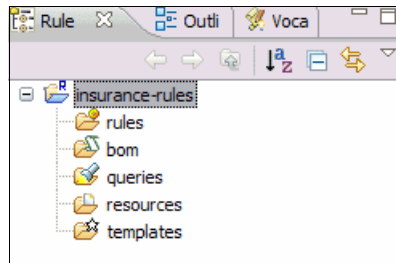 Rule Outli Voca
insurance-rules
rules
bom
queries
resources
templates